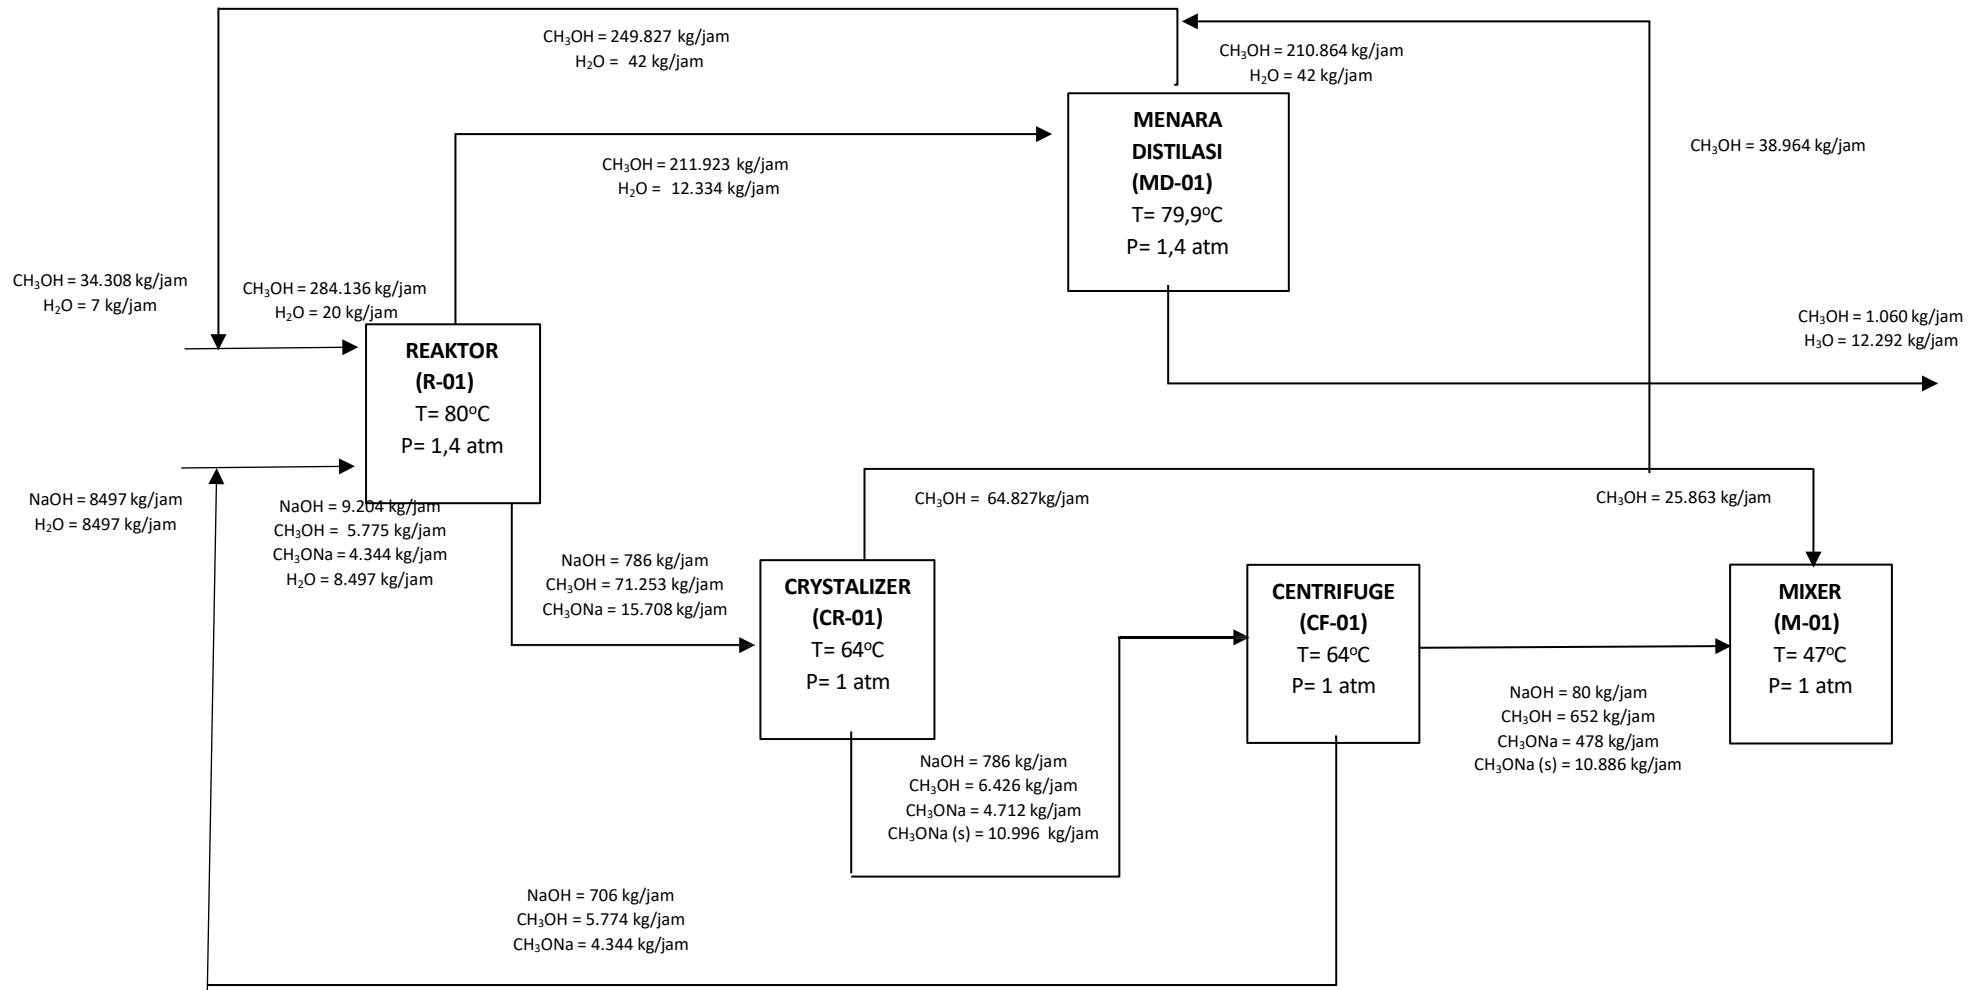 CH₃OH = 249.827 kg/jam
H₂O = 42 kg/jam
CH₃OH = 210.864 kg/jam
H₂O = 42 kg/jam
MENARA
DISTILASI
(MD-01)
T= 79,9°C
P= 1,4 atm
CH₃OH = 38.964 kg/jam
CH₃OH = 211.923 kg/jam
H₂O = 12.334 kg/jam
CH₃OH = 34.308 kg/jam
H₂O = 7 kg/jam
CH₃OH = 284.136 kg/jam
H₂O = 20 kg/jam
REAKTOR
(R-01)
T= 80°C
P= 1,4 atm
CH₃OH = 1.060 kg/jam
H₃O = 12.292 kg/jam
NaOH = 8497 kg/jam
H₂O = 8497 kg/jam
NaOH = 9.204 kg/jam
CH₃OH = 5.775 kg/jam
CH₃ONa = 4.344 kg/jam
H₂O = 8.497 kg/jam
CH₃OH = 64.827kg/jam
CH₃OH = 25.863 kg/jam
NaOH = 786 kg/jam
CH₃OH = 71.253 kg/jam
CH₃ONa = 15.708 kg/jam
CRYSTALIZER
(CR-01)
T= 64°C
P= 1 atm
CENTRIFUGE
(CF-01)
T= 64°C
P= 1 atm
MIXER
(M-01)
T= 47°C
P= 1 atm
NaOH = 80 kg/jam
CH₃OH = 652 kg/jam
CH₃ONa = 478 kg/jam
CH₃ONa (s) = 10.886 kg/jam
NaOH = 786 kg/jam
CH₃OH = 6.426 kg/jam
CH₃ONa = 4.712 kg/jam
CH₃ONa (s) = 10.996 kg/jam
NaOH = 706 kg/jam
CH₃OH = 5.774 kg/jam
CH₃ONa = 4.344 kg/jam